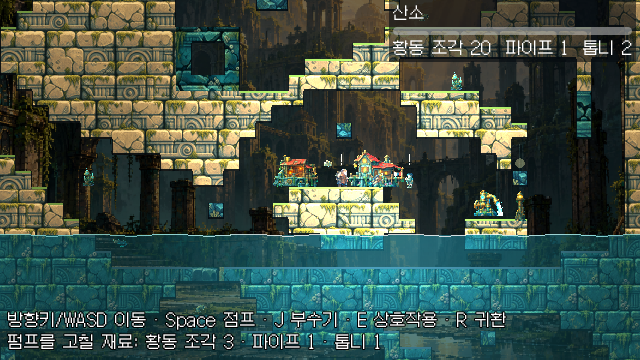 산소
황동 조각 20 파이프 1 톱니 2
방향키/WASD 이동 · Space 점프 · J 부수기 · E 상호작용 · R 귀환
펌프를 고칠 재료: 황동 조각 3 · 파이프 1 · 톱니 1